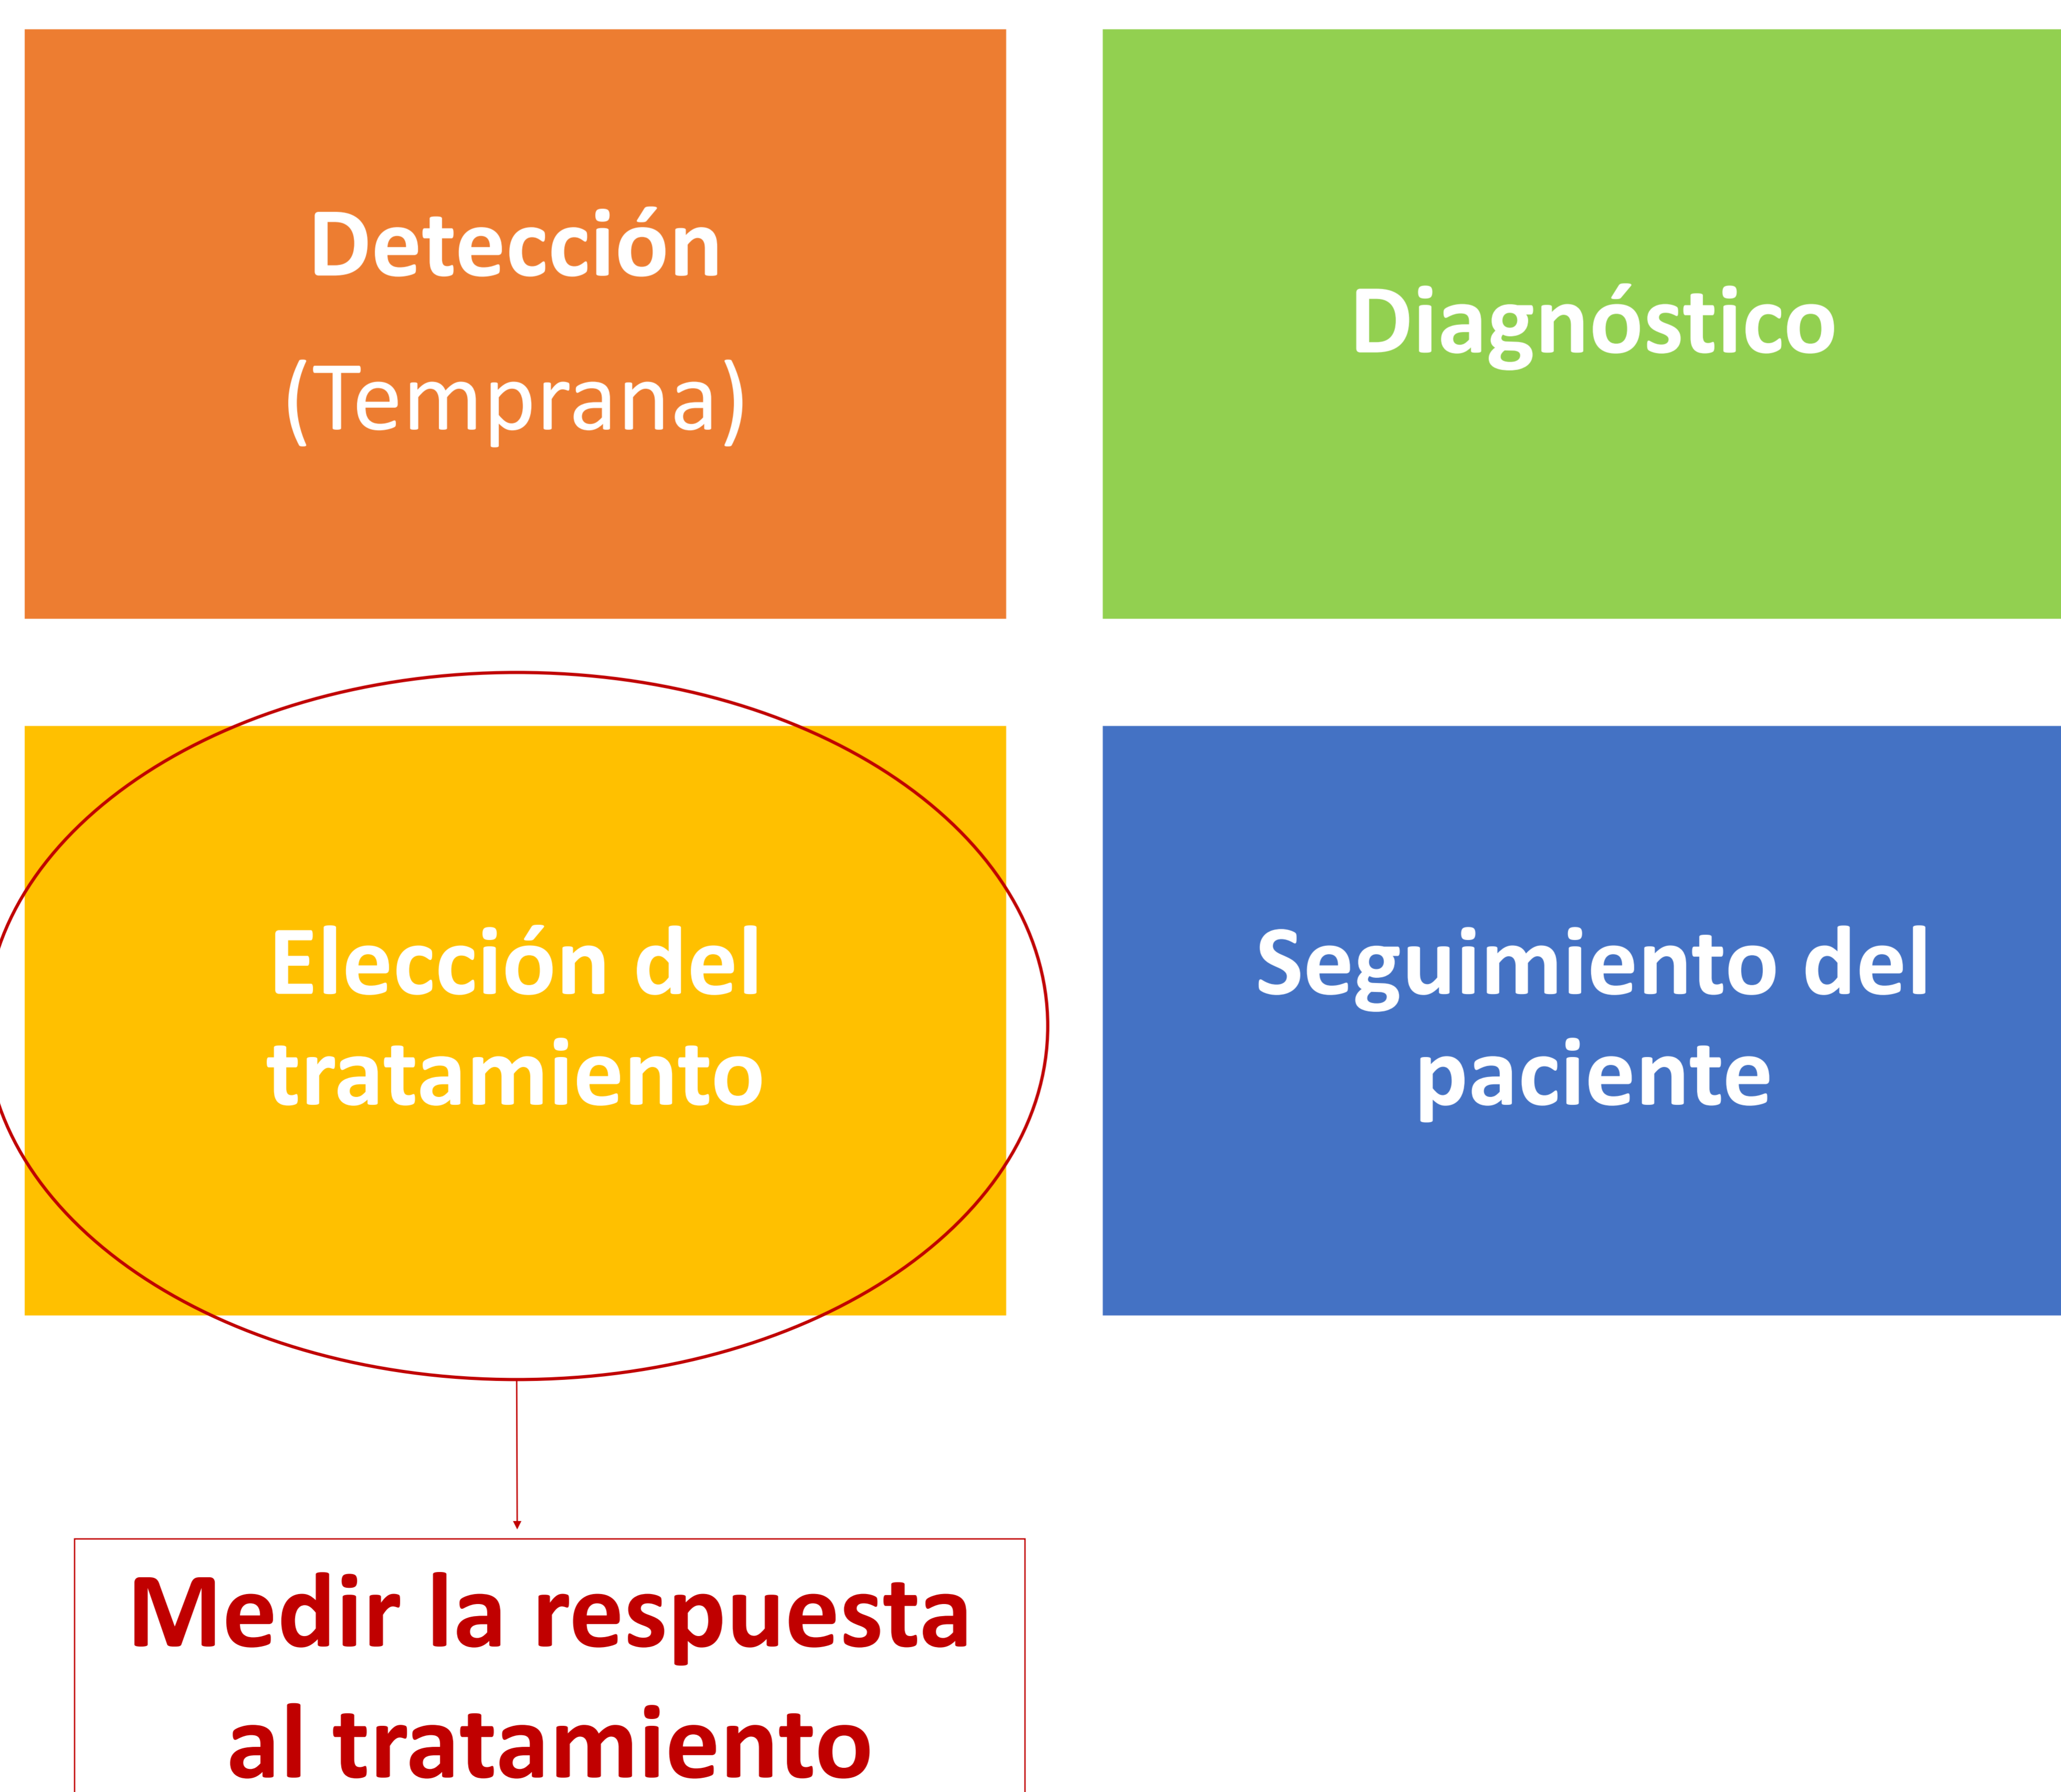 Detección
(Temprana)
Diagnóstico
Elección del
tratamiento
Seguimiento del
paciente
Medir la respuesta
al tratamiento